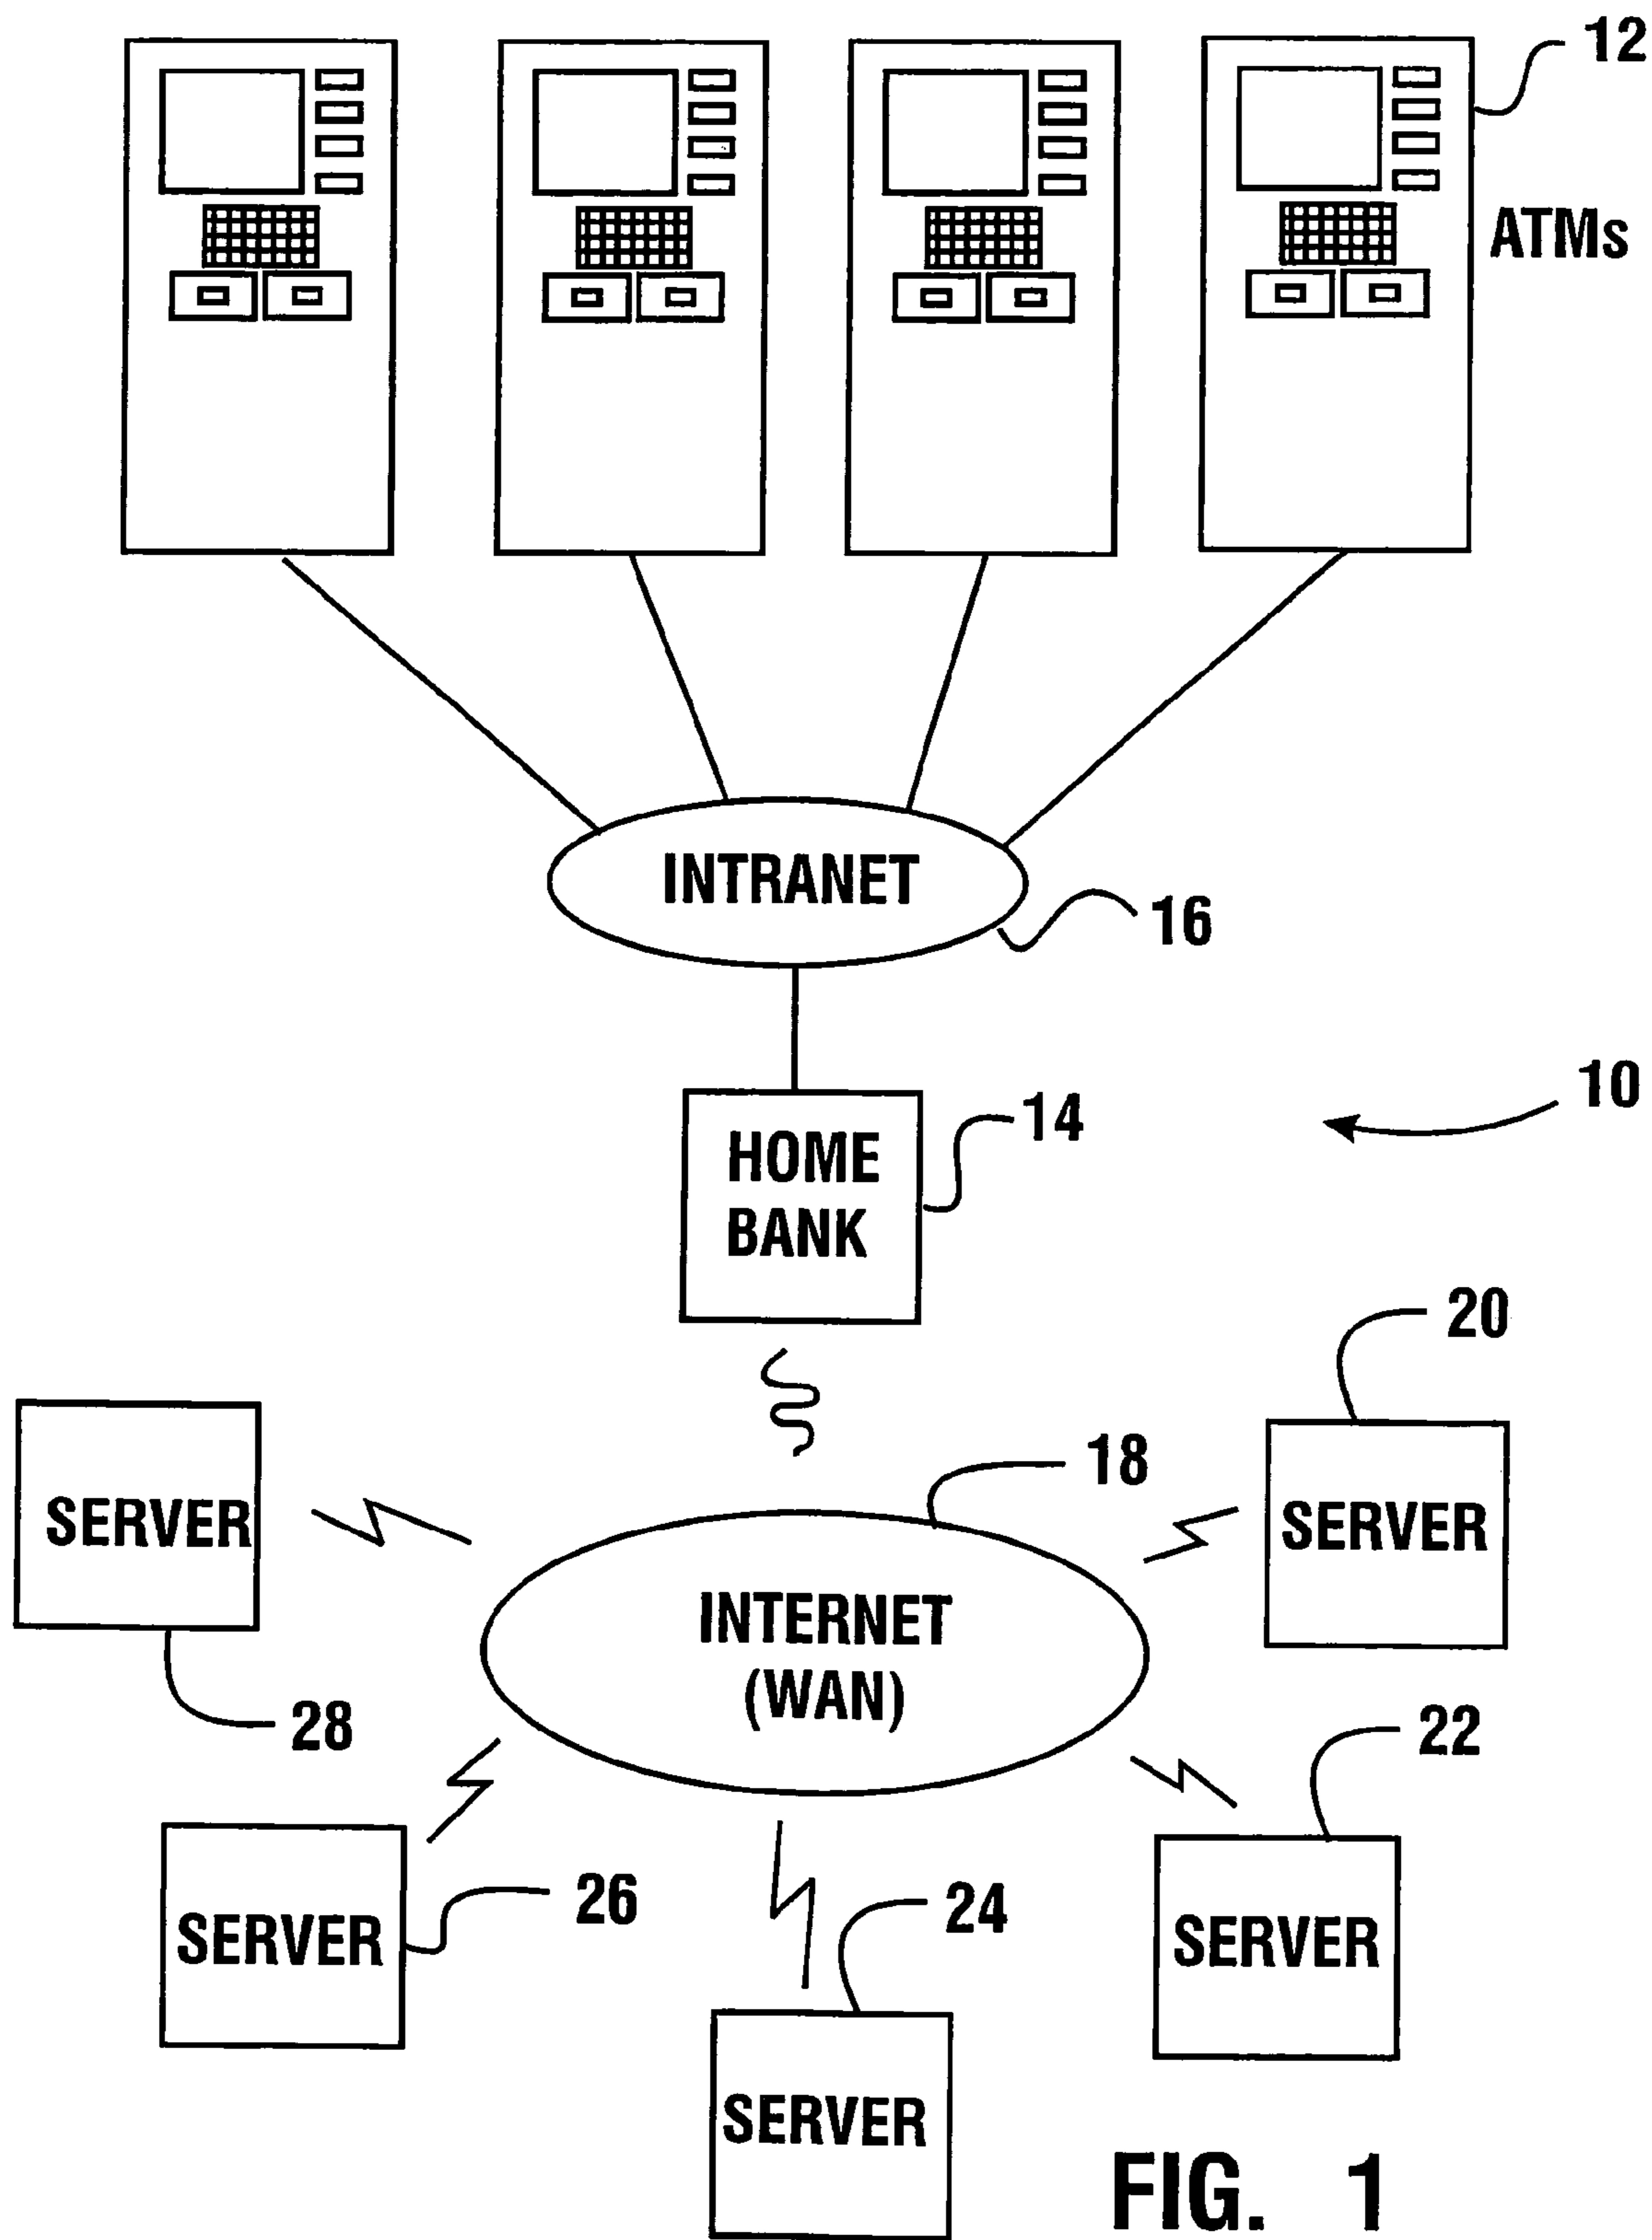 12
ATMs
INTRANET
16
10
14
HOME
BANK
20
18
SERVER
SERVER
INTERNET
(WAN)
28
22
26
24
SERVER
SERVER
SERVER
FIG. 1